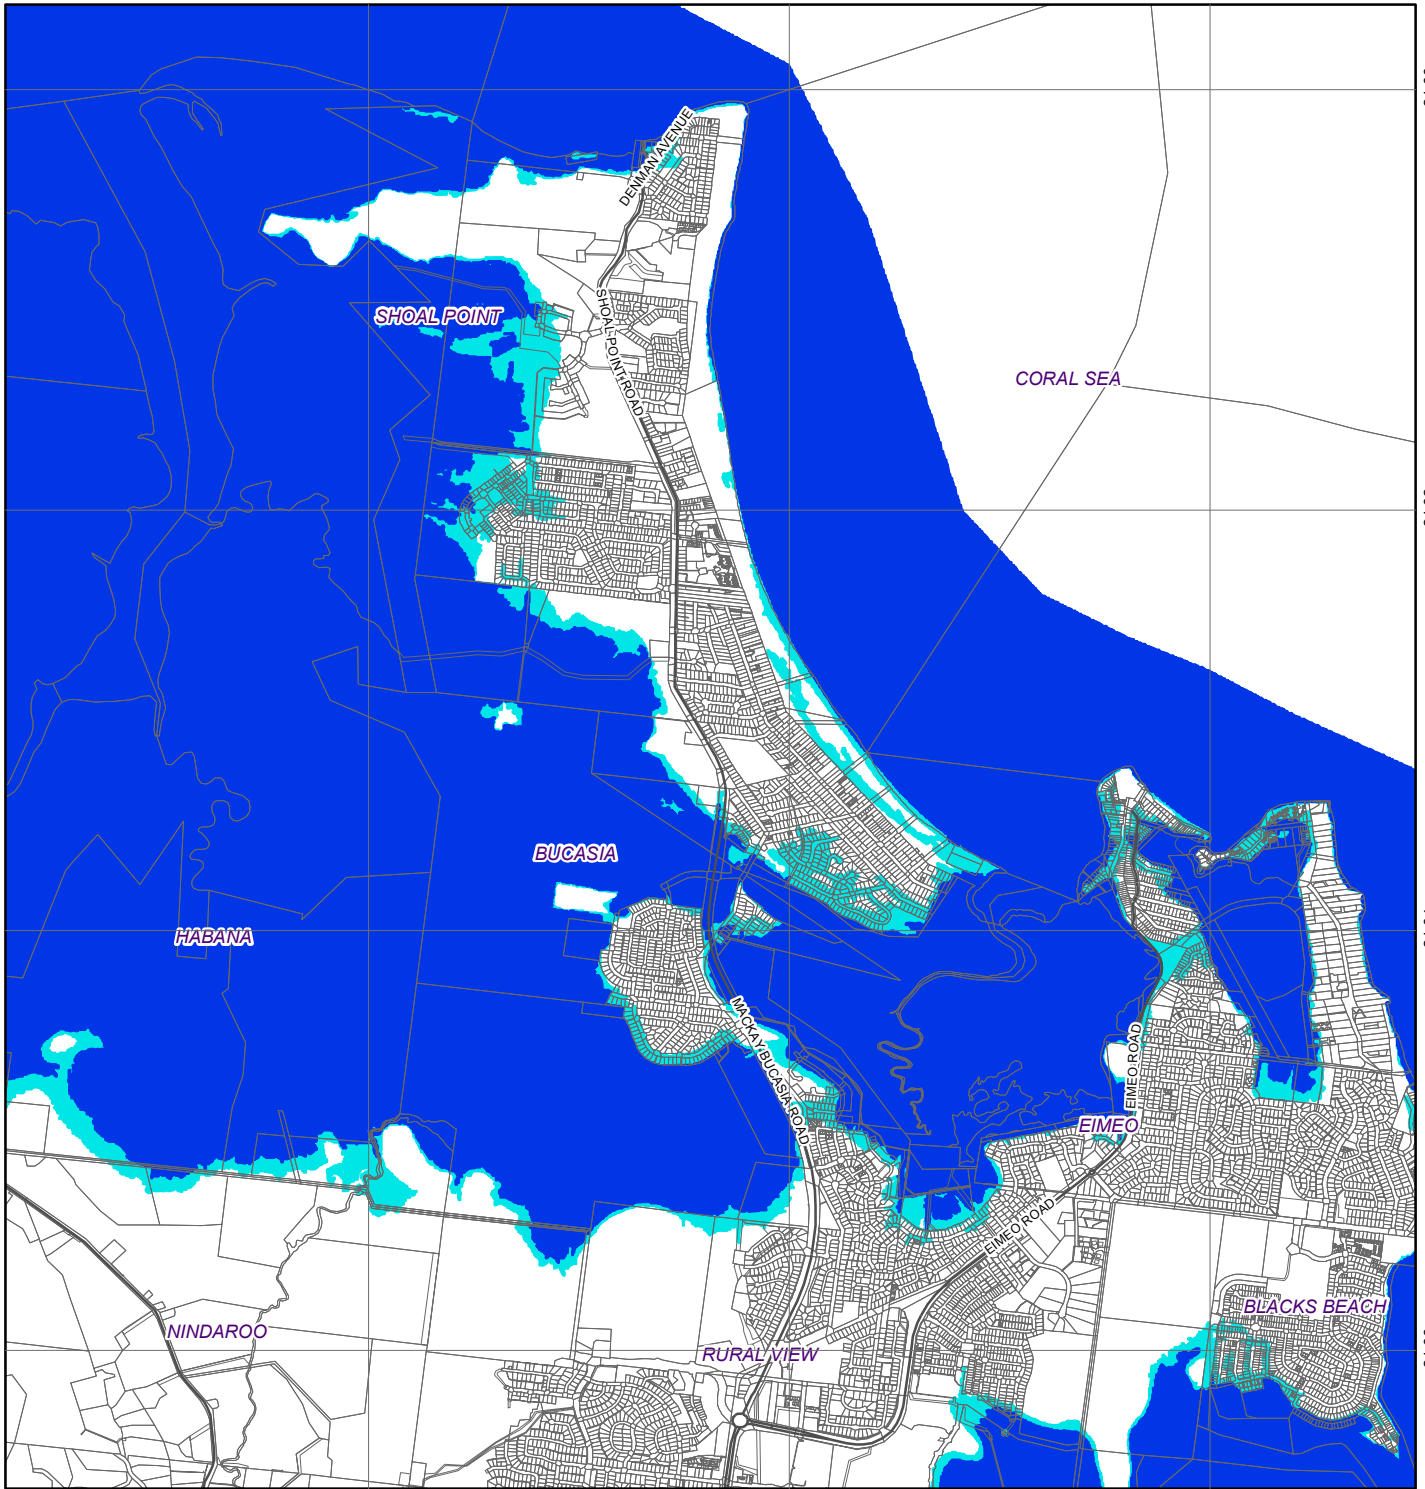 DENMAN AVENUE
SHOAL POINT
SHOAL POINT ROAD
CORAL SEA
BUCASIA
HABANA
MACKAY BUCASIA ROAD
EIMEO ROAD
EIMEO
EIMEO ROAD
BLACKS BEACH
NINDAROO
RURAL VIEW